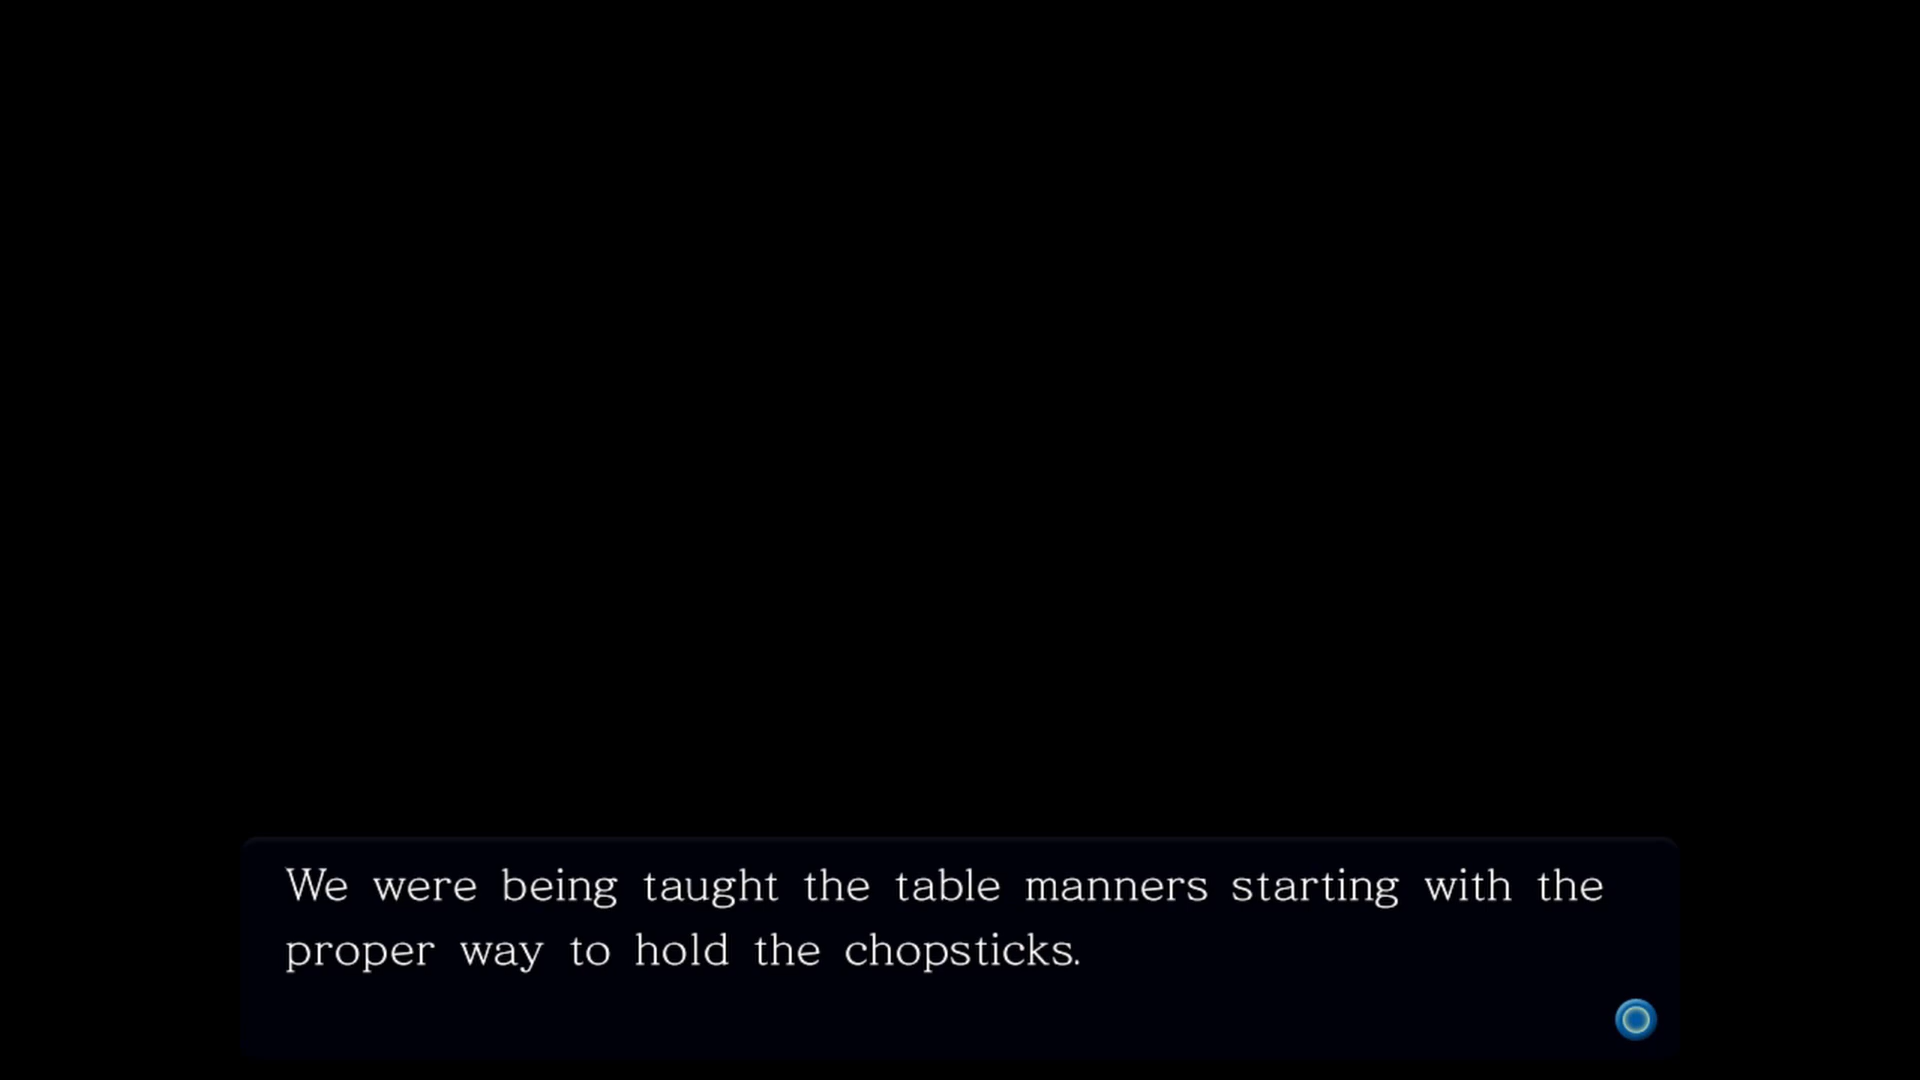 We were being taught the table manners starting with the
proper way to hold the chopsticks.